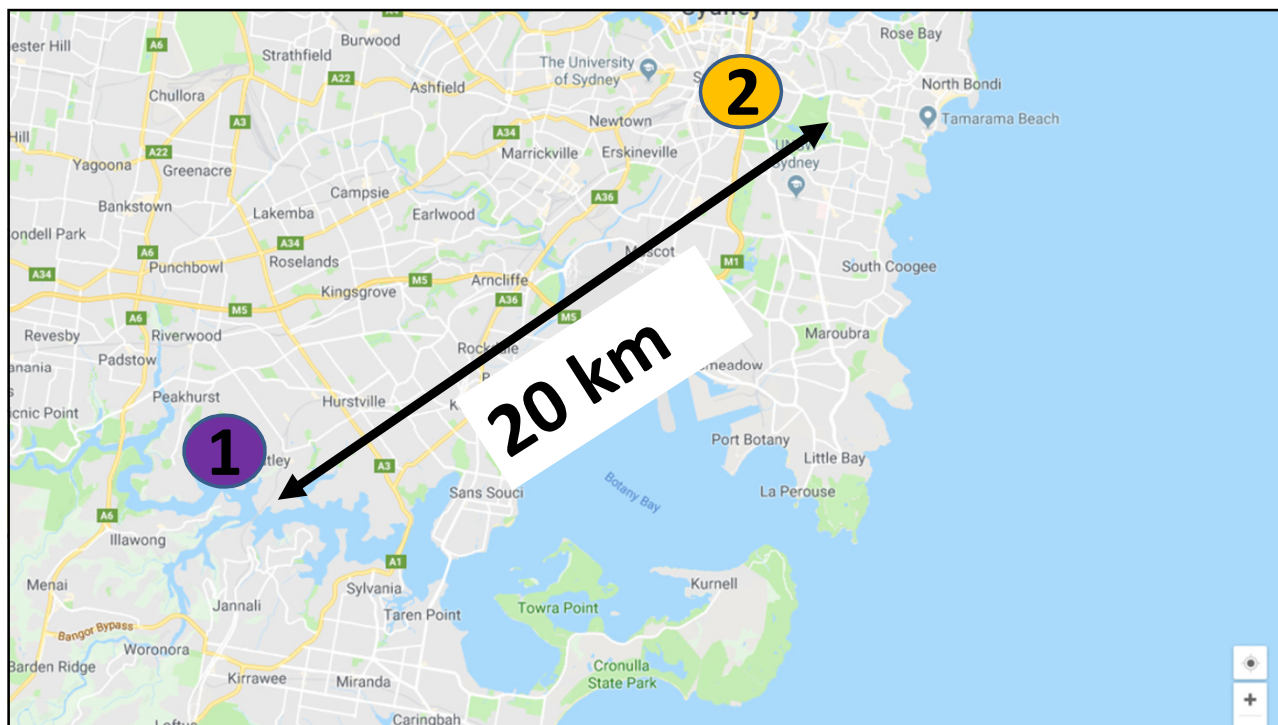 Sydney
Rose Bay
ester Hill
A6
Strathfield
Burwood
The University
of Sydney
S
2
A22
Ashfield
North Bondi
Chullora
Tamarama Beach
A3
Newtown
Hill
A34
A22
Marrickville
Erskineville
UNSW
Sydney
Yagoona
Greenacre
Campsie
A36
Bankstown
Lakemba
Earlwood
ondell Park
A34
Roselands
A6
Mascot
M1
South Coogee
A34
Punchbowl
M5
Arncliffe
Kingsgrove
A36
M5
A6
M5
Revesby
Riverwood
Maroubra
Padstow
Rockdale
anania
meadow
20 km
Peakhurst
Hurstville
K
icnic Point
1
tley
Port Botany
A3
Little Bay
Sans Souci
Botany Bay
La Perouse
A6
Illawong
A1
Menai
Sylvania
Kurnell
Jannali
Towra Point
Taren Point
Bangor Bypass
Woronora
Barden Ridge
Cronulla
State Park
Kirrawee
Miranda
Loftus
Caringbah